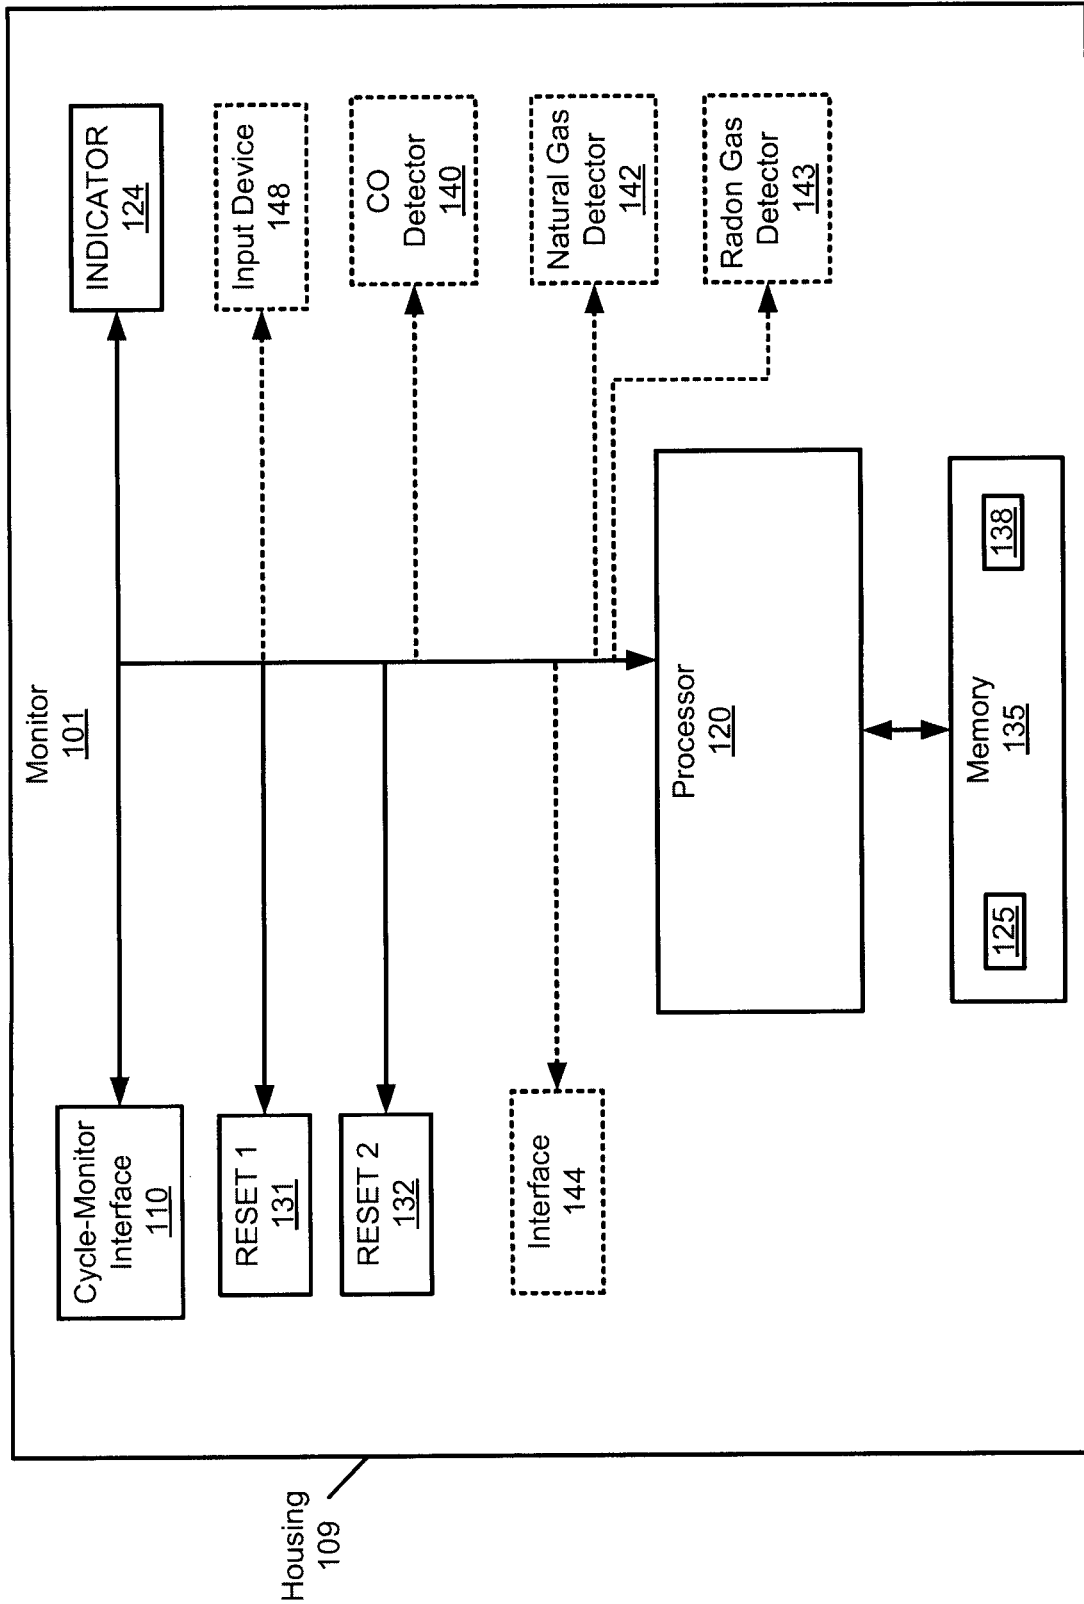 Monitor
101
Cycle-Monitor
Interface
110
INDICATOR
124
RESET 1
131
Input Device
148
RESET 2
132
CO
Detector
140
Interface
144
Natural Gas
Detector
142
Radon Gas
Detector
143
Processor
120
Memory
135
125
138
Housing
109